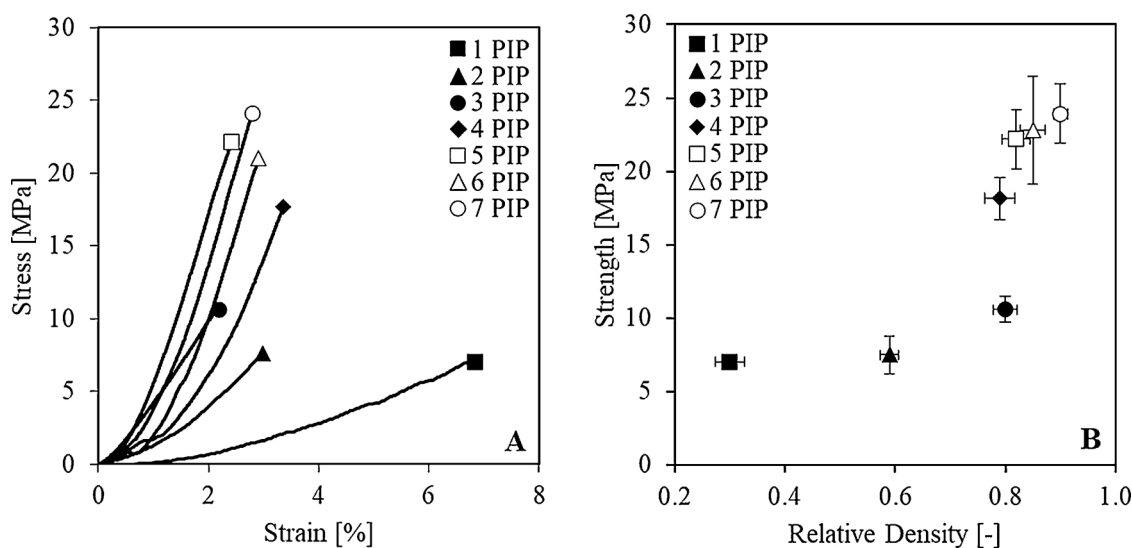 30
25
20
15
10
5
0
Stress [MPa]
0
2
4
6
8
Strain [%]
1 PIP
2 PIP
3 PIP
4 PIP
5 PIP
6 PIP
7 PIP
A
30
25
20
15
10
5
0
Strength [MPa]
0.2
0.4
0.6
0.8
1.0
Relative Density [-]
1 PIP
2 PIP
3 PIP
4 PIP
5 PIP
6 PIP
7 PIP
B